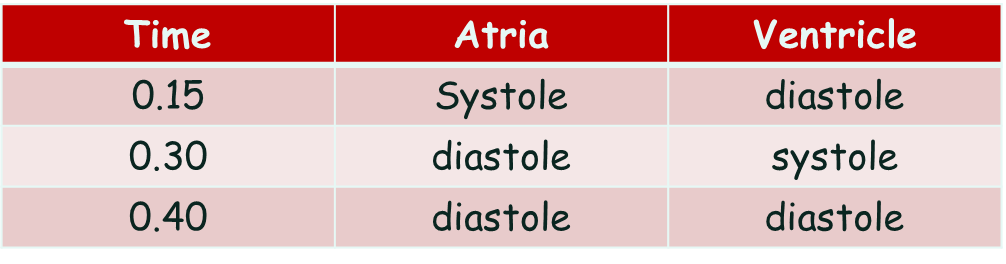 Time Atria Ventricle
0.15 Systole diastole
0.30 diastole systole
0.40 diastole diastole